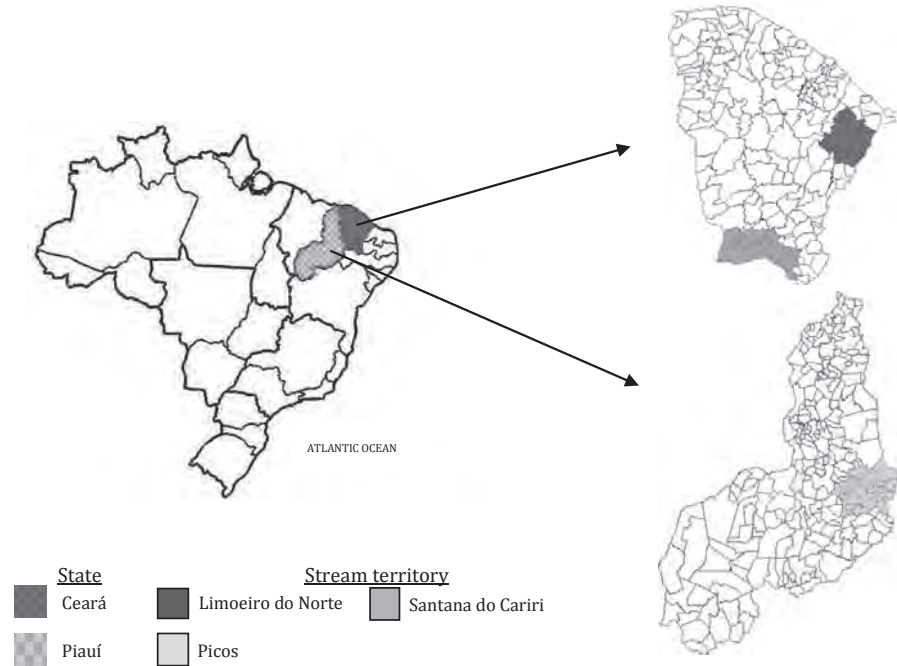 ATLANTIC OCEAN
State
Stream territory
Ceará
Limoeiro do Norte
Santana do Cariri
Piauí
Picos